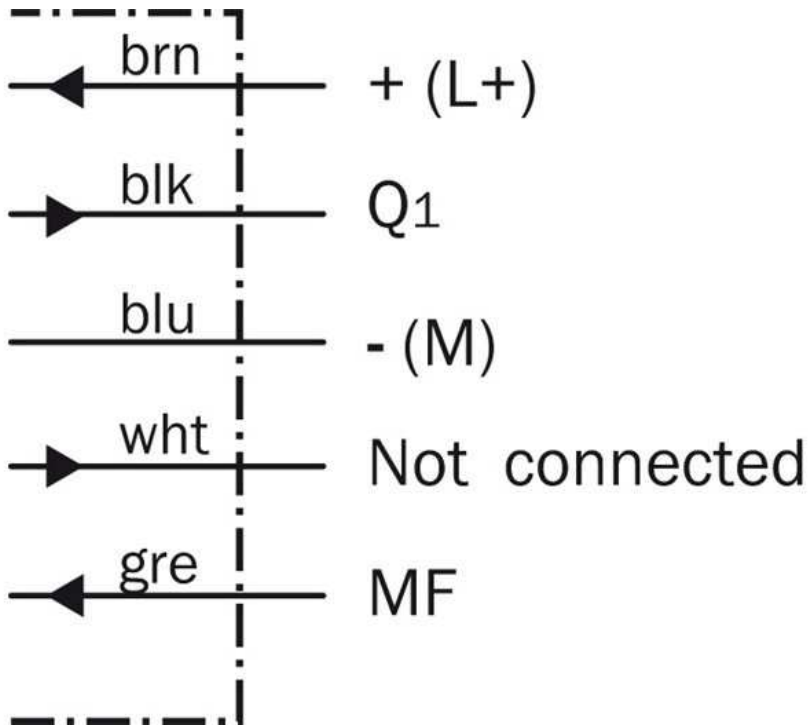 brn + (L+)
blk Q1
blu - (M)
wht Not connected
gre MF